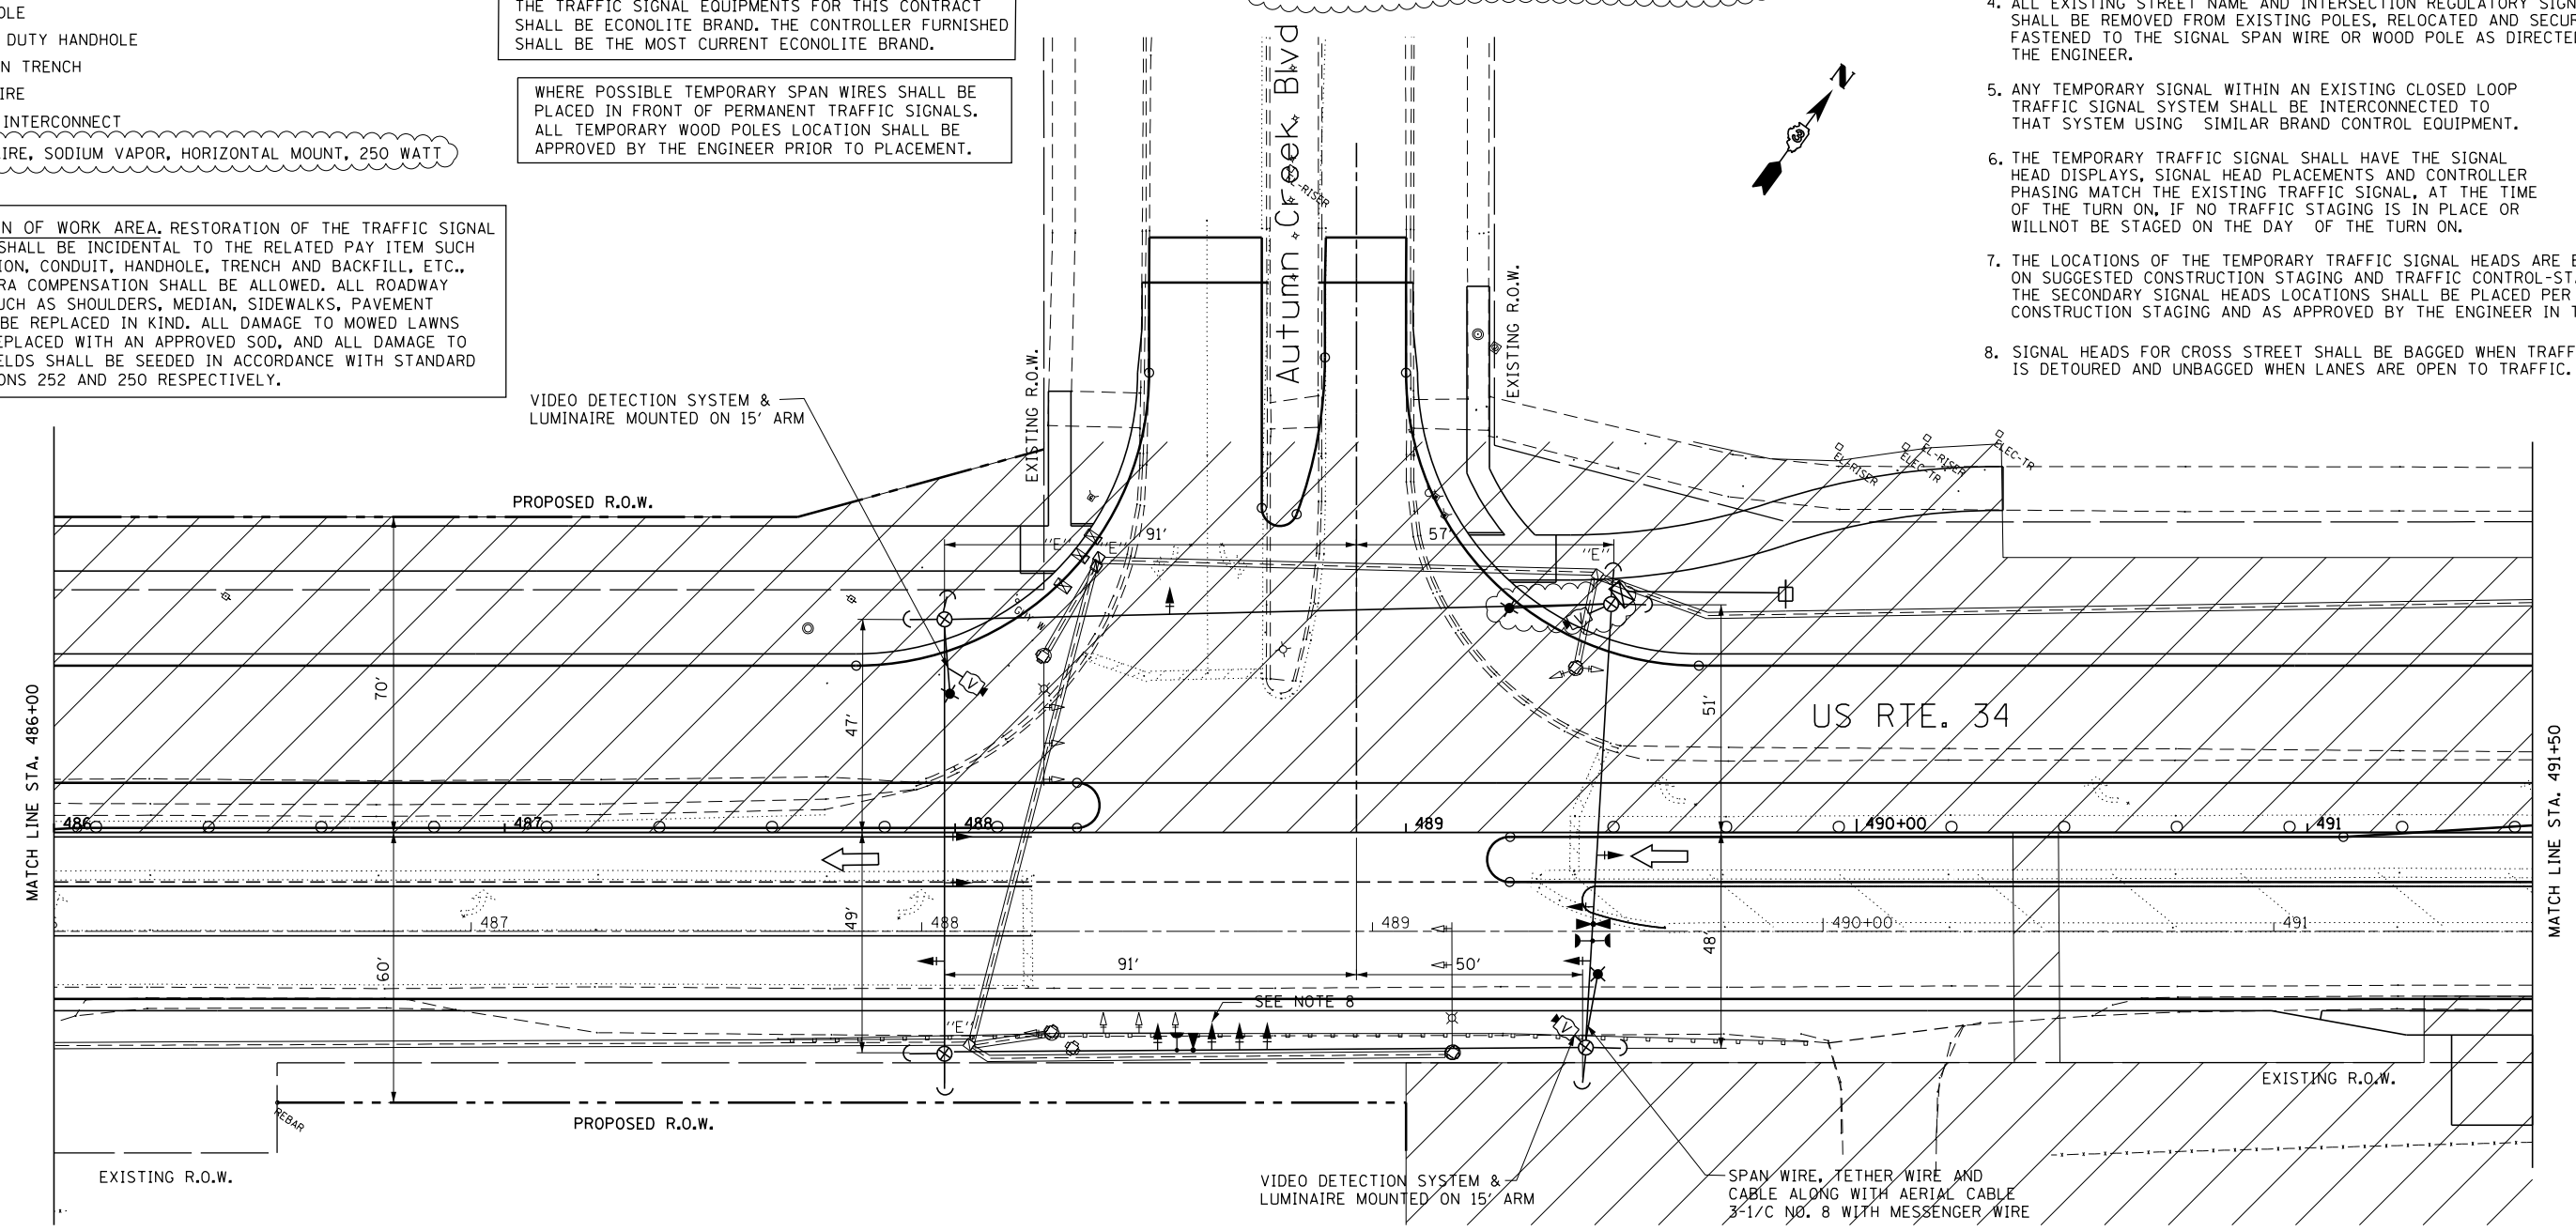 OLE
DUTY HANDHOLE
N TRENCH
IRE
INTERCONNECT
IRE, SODIUM VAPOR, HORIZONTAL MOUNT, 250 WATT
N OF WORK AREA. RESTORATION OF THE TRAFFIC SIGNAL
SHALL BE INCIDENTAL TO THE RELATED PAY ITEM SUCH
ION, CONDUIT, HANDHOLE, TRENCH AND BACKFILL, ETC.,
RA COMPENSATION SHALL BE ALLOWED. ALL ROADWAY
UCH AS SHOULDERS, MEDIAN, SIDEWALKS, PAVEMENT
BE REPLACED IN KIND. ALL DAMAGE TO MOWED LAWNS
EPLACED WITH AN APPROVED SOD, AND ALL DAMAGE TO
ELDS SHALL BE SEEDED IN ACCORDANCE WITH STANDARD
ONS 252 AND 250 RESPECTIVELY.
THE TRAFFIC SIGNAL EQUIPMENTS FOR THIS CONTRACT
SHALL BE ECONOLITE BRAND. THE CONTROLLER FURNISHED
SHALL BE THE MOST CURRENT ECONOLITE BRAND.
WHERE POSSIBLE TEMPORARY SPAN WIRES SHALL BE
PLACED IN FRONT OF PERMANENT TRAFFIC SIGNALS.
ALL TEMPORARY WOOD POLES LOCATION SHALL BE
APPROVED BY THE ENGINEER PRIOR TO PLACEMENT.
Autumn Creek Blvd
EL-RISER
N
3
4. ALL EXISTING STREET NAME AND INTERSECTION REGULATORY SIGN
SHALL BE REMOVED FROM EXISTING POLES, RELOCATED AND SECUR
FASTENED TO THE SIGNAL SPAN WIRE OR WOOD POLE AS DIRECTE
THE ENGINEER.
5. ANY TEMPORARY SIGNAL WITHIN AN EXISTING CLOSED LOOP
TRAFFIC SIGNAL SYSTEM SHALL BE INTERCONNECTED TO
THAT SYSTEM USING SIMILAR BRAND CONTROL EQUIPMENT.
6. THE TEMPORARY TRAFFIC SIGNAL SHALL HAVE THE SIGNAL
HEAD DISPLAYS, SIGNAL HEAD PLACEMENTS AND CONTROLLER
PHASING MATCH THE EXISTING TRAFFIC SIGNAL, AT THE TIME
OF THE TURN ON, IF NO TRAFFIC STAGING IS IN PLACE OR
WILLNOT BE STAGED ON THE DAY OF THE TURN ON.
7. THE LOCATIONS OF THE TEMPORARY TRAFFIC SIGNAL HEADS ARE B
ON SUGGESTED CONSTRUCTION STAGING AND TRAFFIC CONTROL-ST
THE SECONDARY SIGNAL HEADS LOCATIONS SHALL BE PLACED PER
CONSTRUCTION STAGING AND AS APPROVED BY THE ENGINEER IN T
8. SIGNAL HEADS FOR CROSS STREET SHALL BE BAGGED WHEN TRAFF
IS DETOURED AND UNBAGGED WHEN LANES ARE OPEN TO TRAFFIC.
VIDEO DETECTION SYSTEM &
LUMINAIRE MOUNTED ON 15' ARM
EXISTING R.O.W.
EXISTING R.O.W.
PROPOSED R.O.W.
EL-RISER
ELEC-TR
EL-RISER
ELEC-TR
"E"
"E"
91'
57'
"E"
GUY W
V
V
70'
47'
51'
US RTE. 34
MATCH LINE STA. 486+00
MATCH LINE STA. 491+50
486
487
488
489
490+00
491
487
488
489
490+00
491
60'
49'
48'
91'
50'
SEE NOTE 8
"E"
V
REBAR
PROPOSED R.O.W.
EXISTING R.O.W.
EXISTING R.O.W.
VIDEO DETECTION SYSTEM &
LUMINAIRE MOUNTED ON 15' ARM
SPAN WIRE, TETHER WIRE AND
CABLE ALONG WITH AERIAL CABLE
3-1/C NO. 8 WITH MESSENGER WIRE